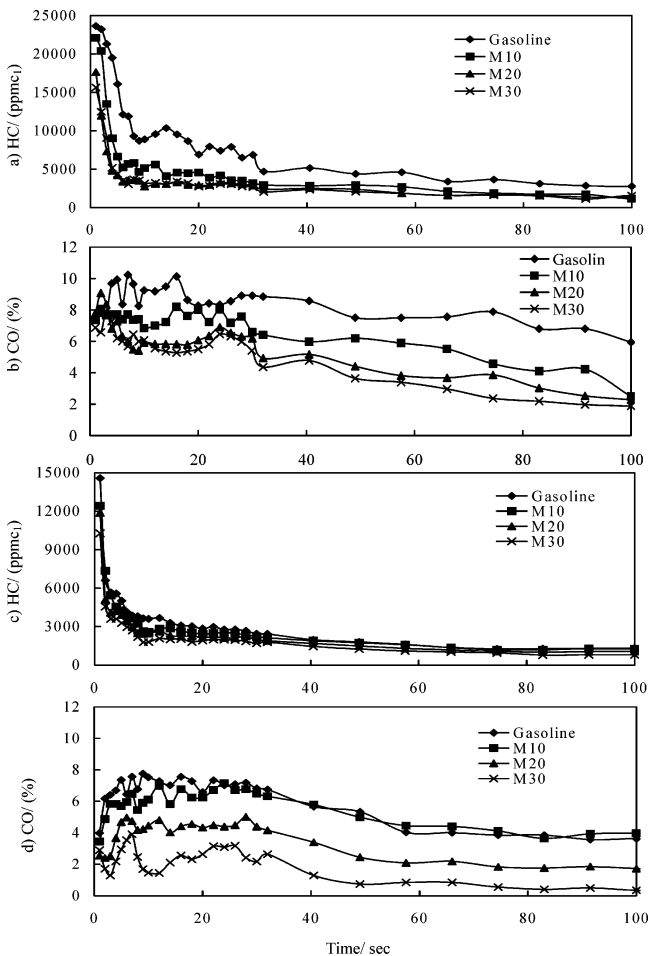 25000
20000
15000
10000
5000
0
a) HC/ (ppmc₁)
Gasoline
M10
M20
M30
0 20 40 60 80 100
12
10
8
6
4
2
0
b) CO/ (%)
Gasolin
M10
M20
M30
0 20 40 60 80 100
15000
12000
9000
6000
3000
0
c) HC/ (ppmc₁)
Gasoline
M10
M20
M30
0 20 40 60 80 100
12
10
8
6
4
2
0
d) CO/ (%)
Gasoline
M10
M20
M30
0 20 40 60 80 100
Time/ sec